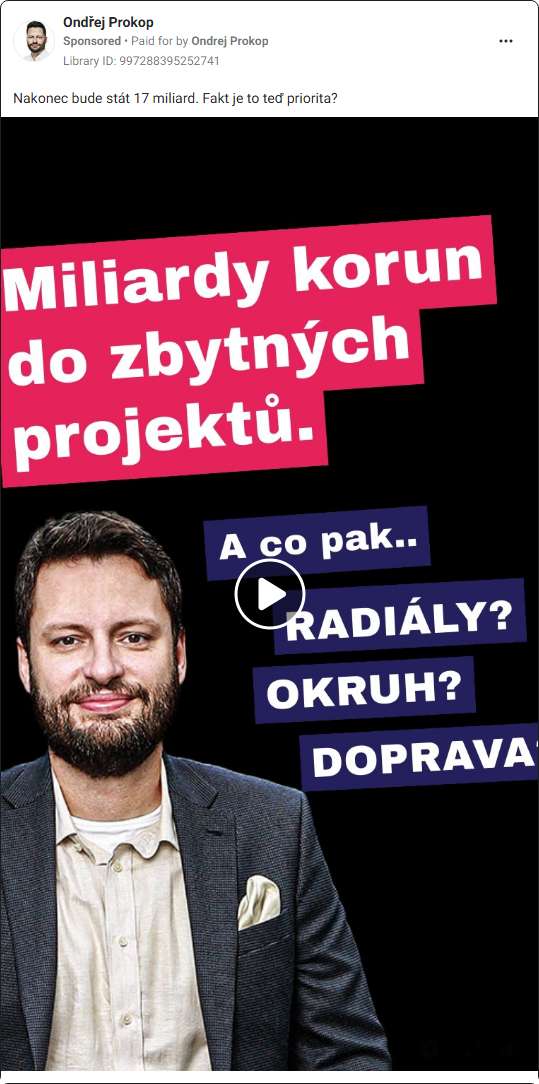 Ondřej Prokop
Sponsored • Paid for by Ondrej Prokop
Library ID: 997288395252741
Nakonec bude stát 17 miliard. Fakt je to teď priorita?
Miliardy korun
do zbytných
projektů.
A co pak..
RADIÁLY?
OKRUH?
DOPRAVA?